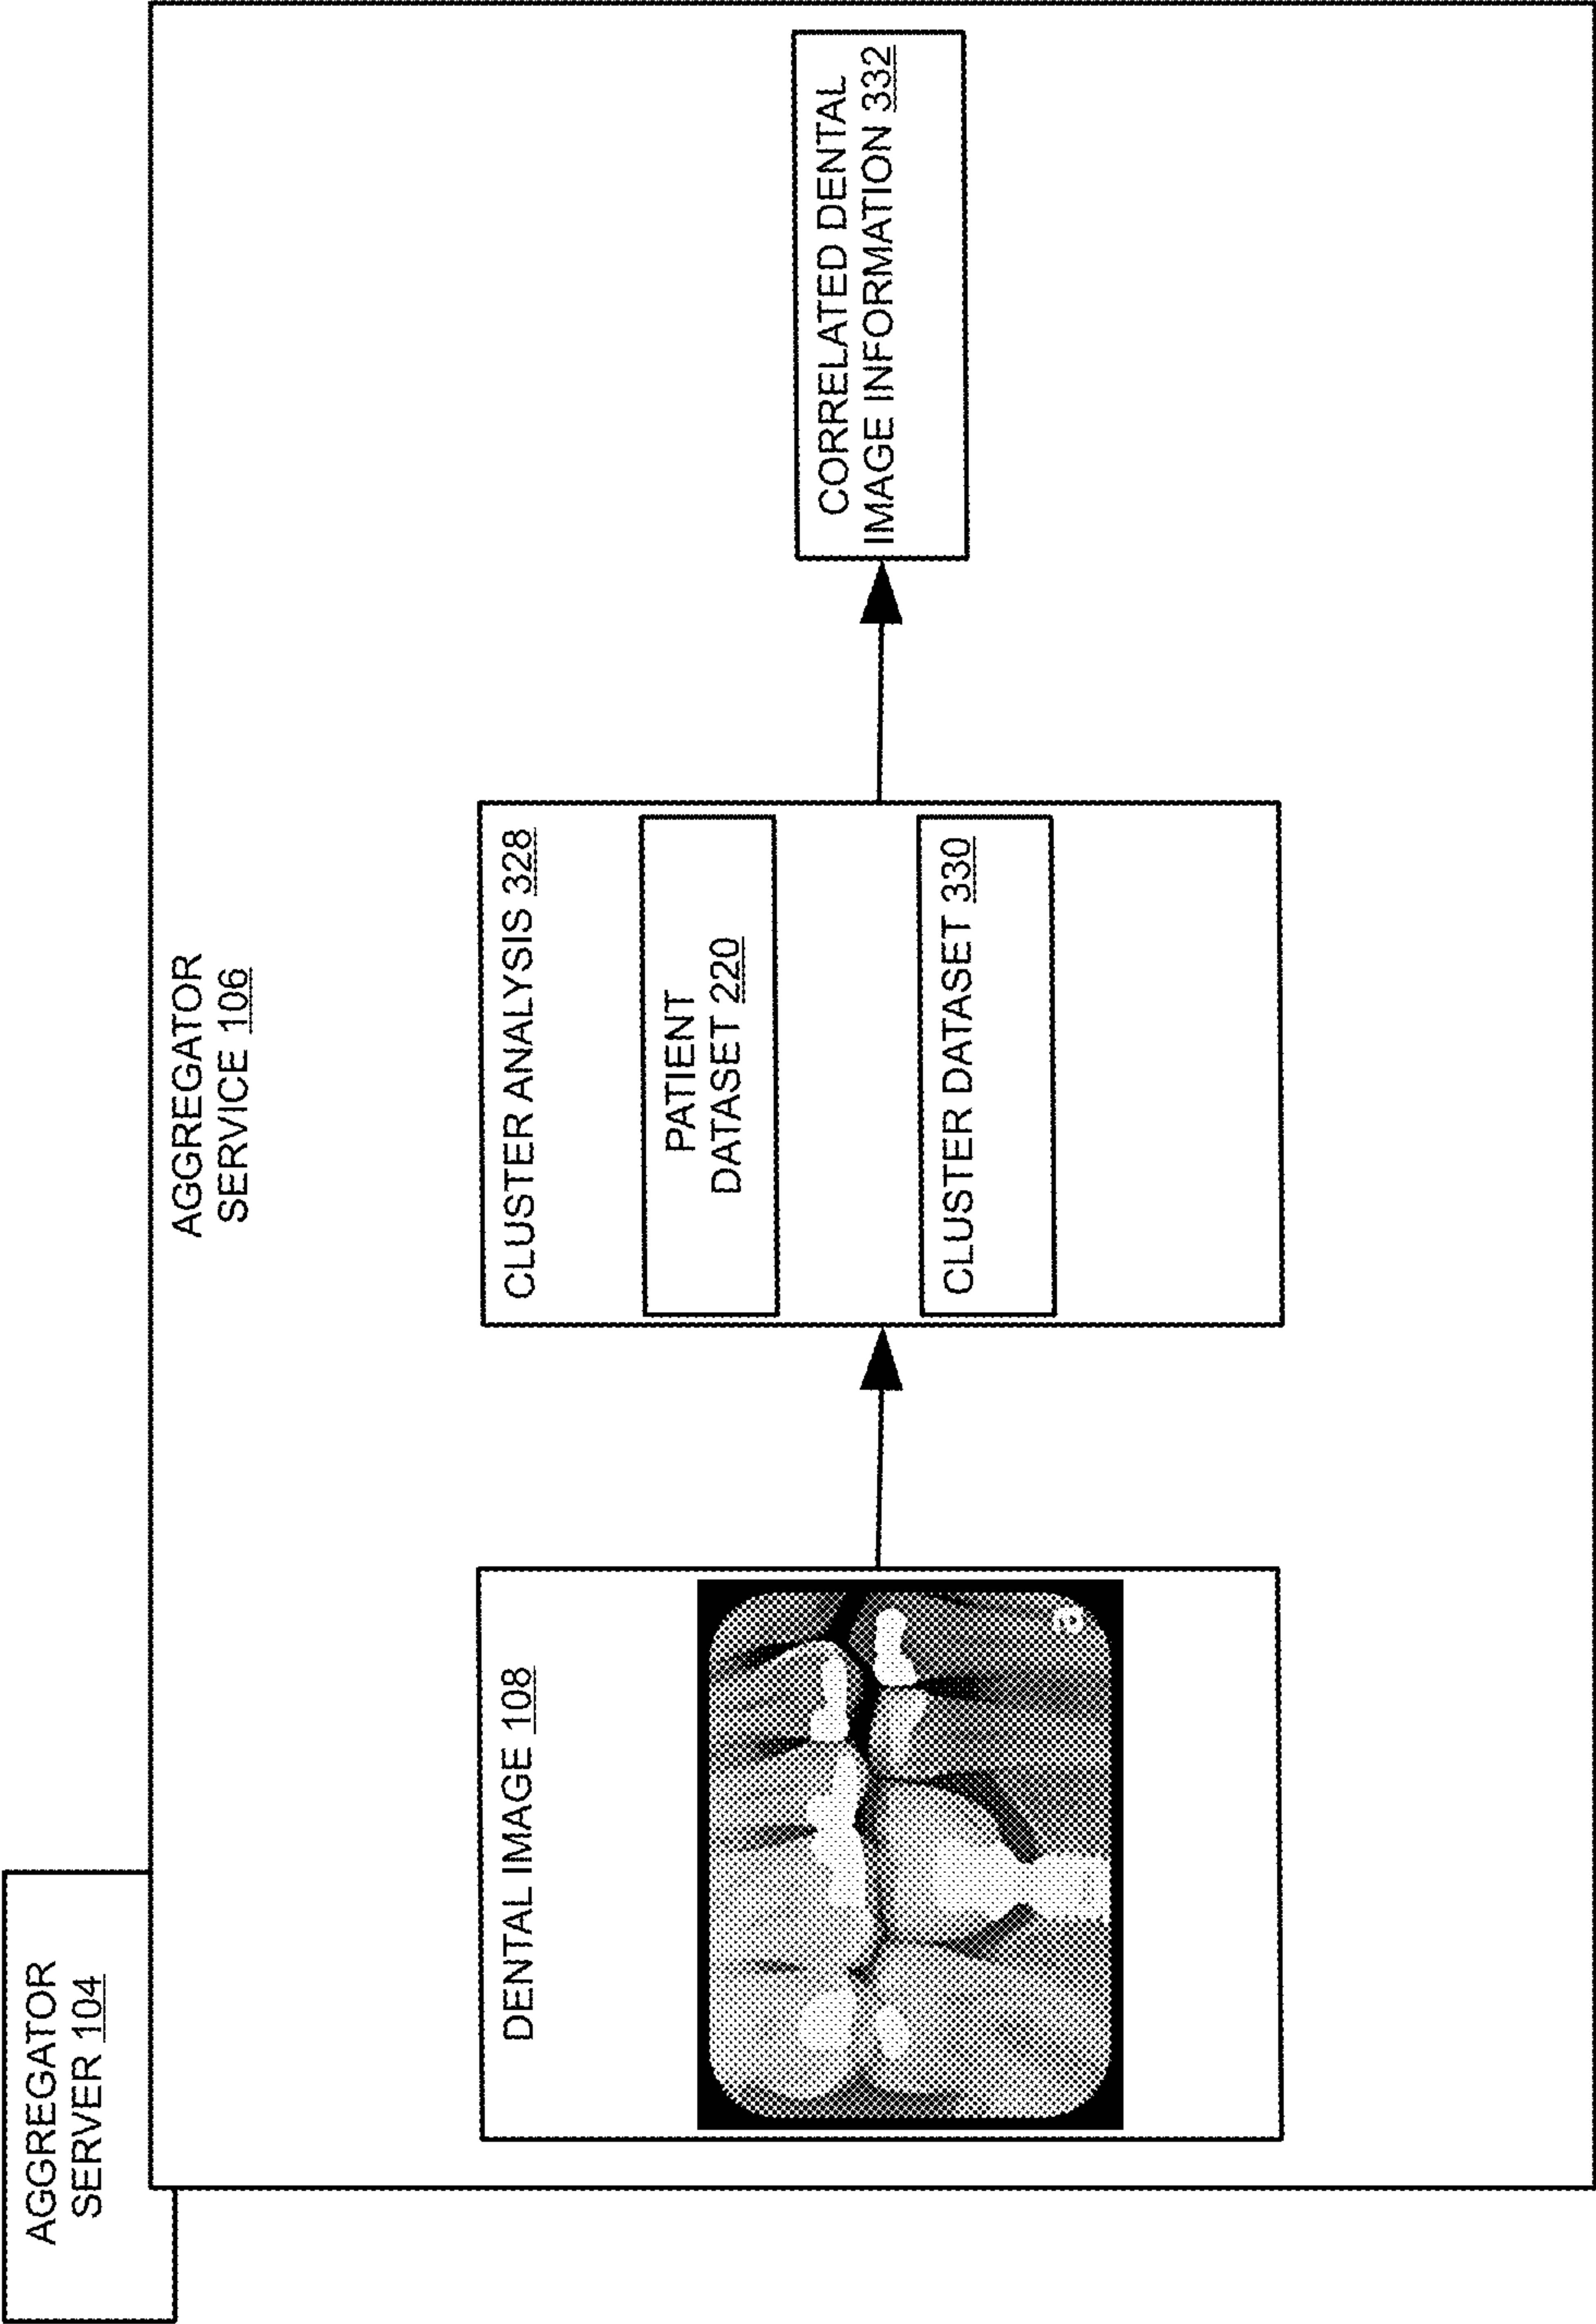 AGGREGATOR
SERVER 104
AGGREGATOR
SERVICE 106
DENTAL IMAGE 108
a
CLUSTER ANALYSIS 328
PATIENT
DATASET 220
CLUSTER DATASET 330
CORRELATED DENTAL
IMAGE INFORMATION 332